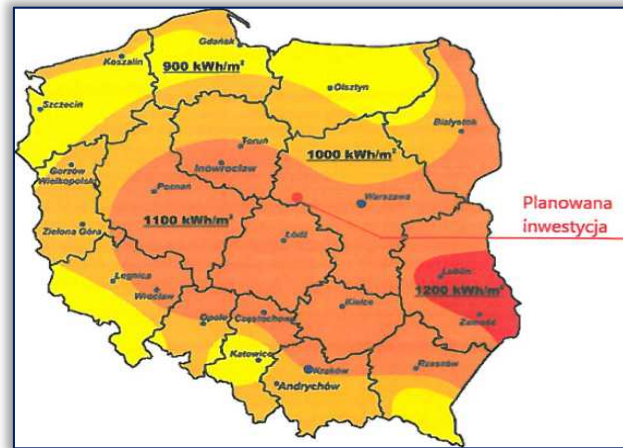 Gdańsk
Koszalin
900 kWh/m²
Olsztyn
Szczecin
Białystok
Toruń
1000 kWh/m²
Inowrocław
Gorzów
Wielkopolski
Poznań
Warszawa
Planowana
inwestycja
1100 kWh/m²
Zielona Góra
Łódź
Lublin
Legnica
1200 kWh/m²
Wrocław
Kielce
Zamość
Opole
Częstochowa
Katowice
Kraków
Rzeszów
Andrychów